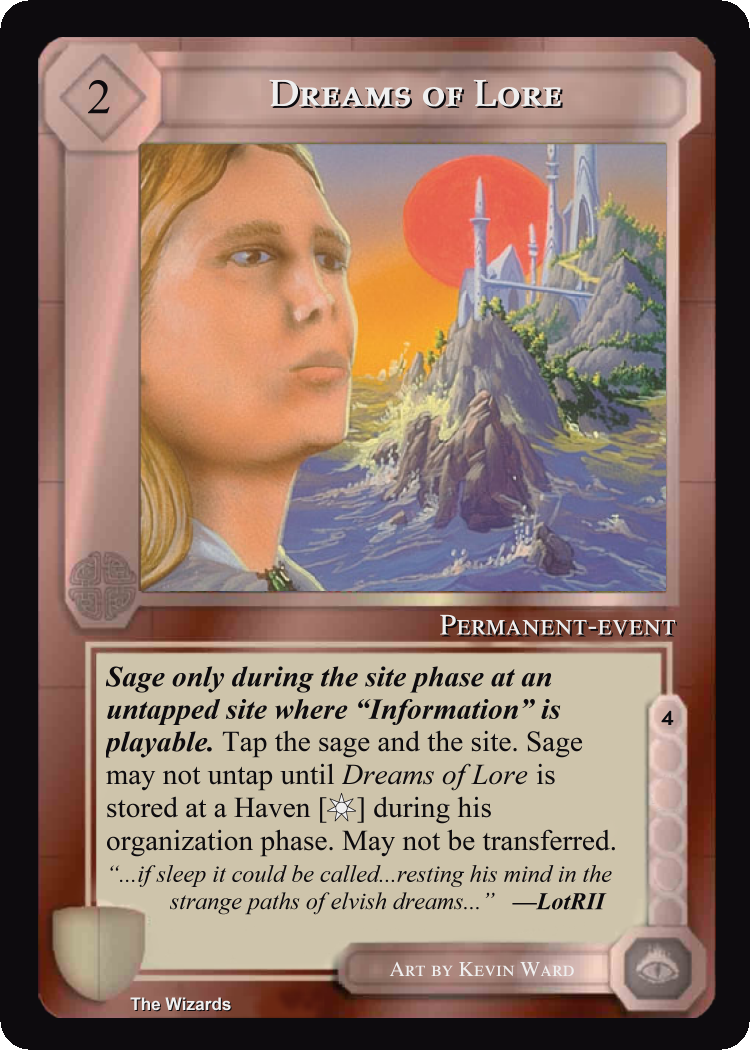 2
Dreams of Lore
Permanent-event
Sage only during the site phase at an
untapped site where “Information” is
playable. Tap the sage and the site. Sage
may not untap until Dreams of Lore is
stored at a Haven [] during his
organization phase. May not be transferred.
“...if sleep it could be called...resting his mind in the
strange paths of elvish dreams...” —LotRII
4
Art by Kevin Ward
The Wizards